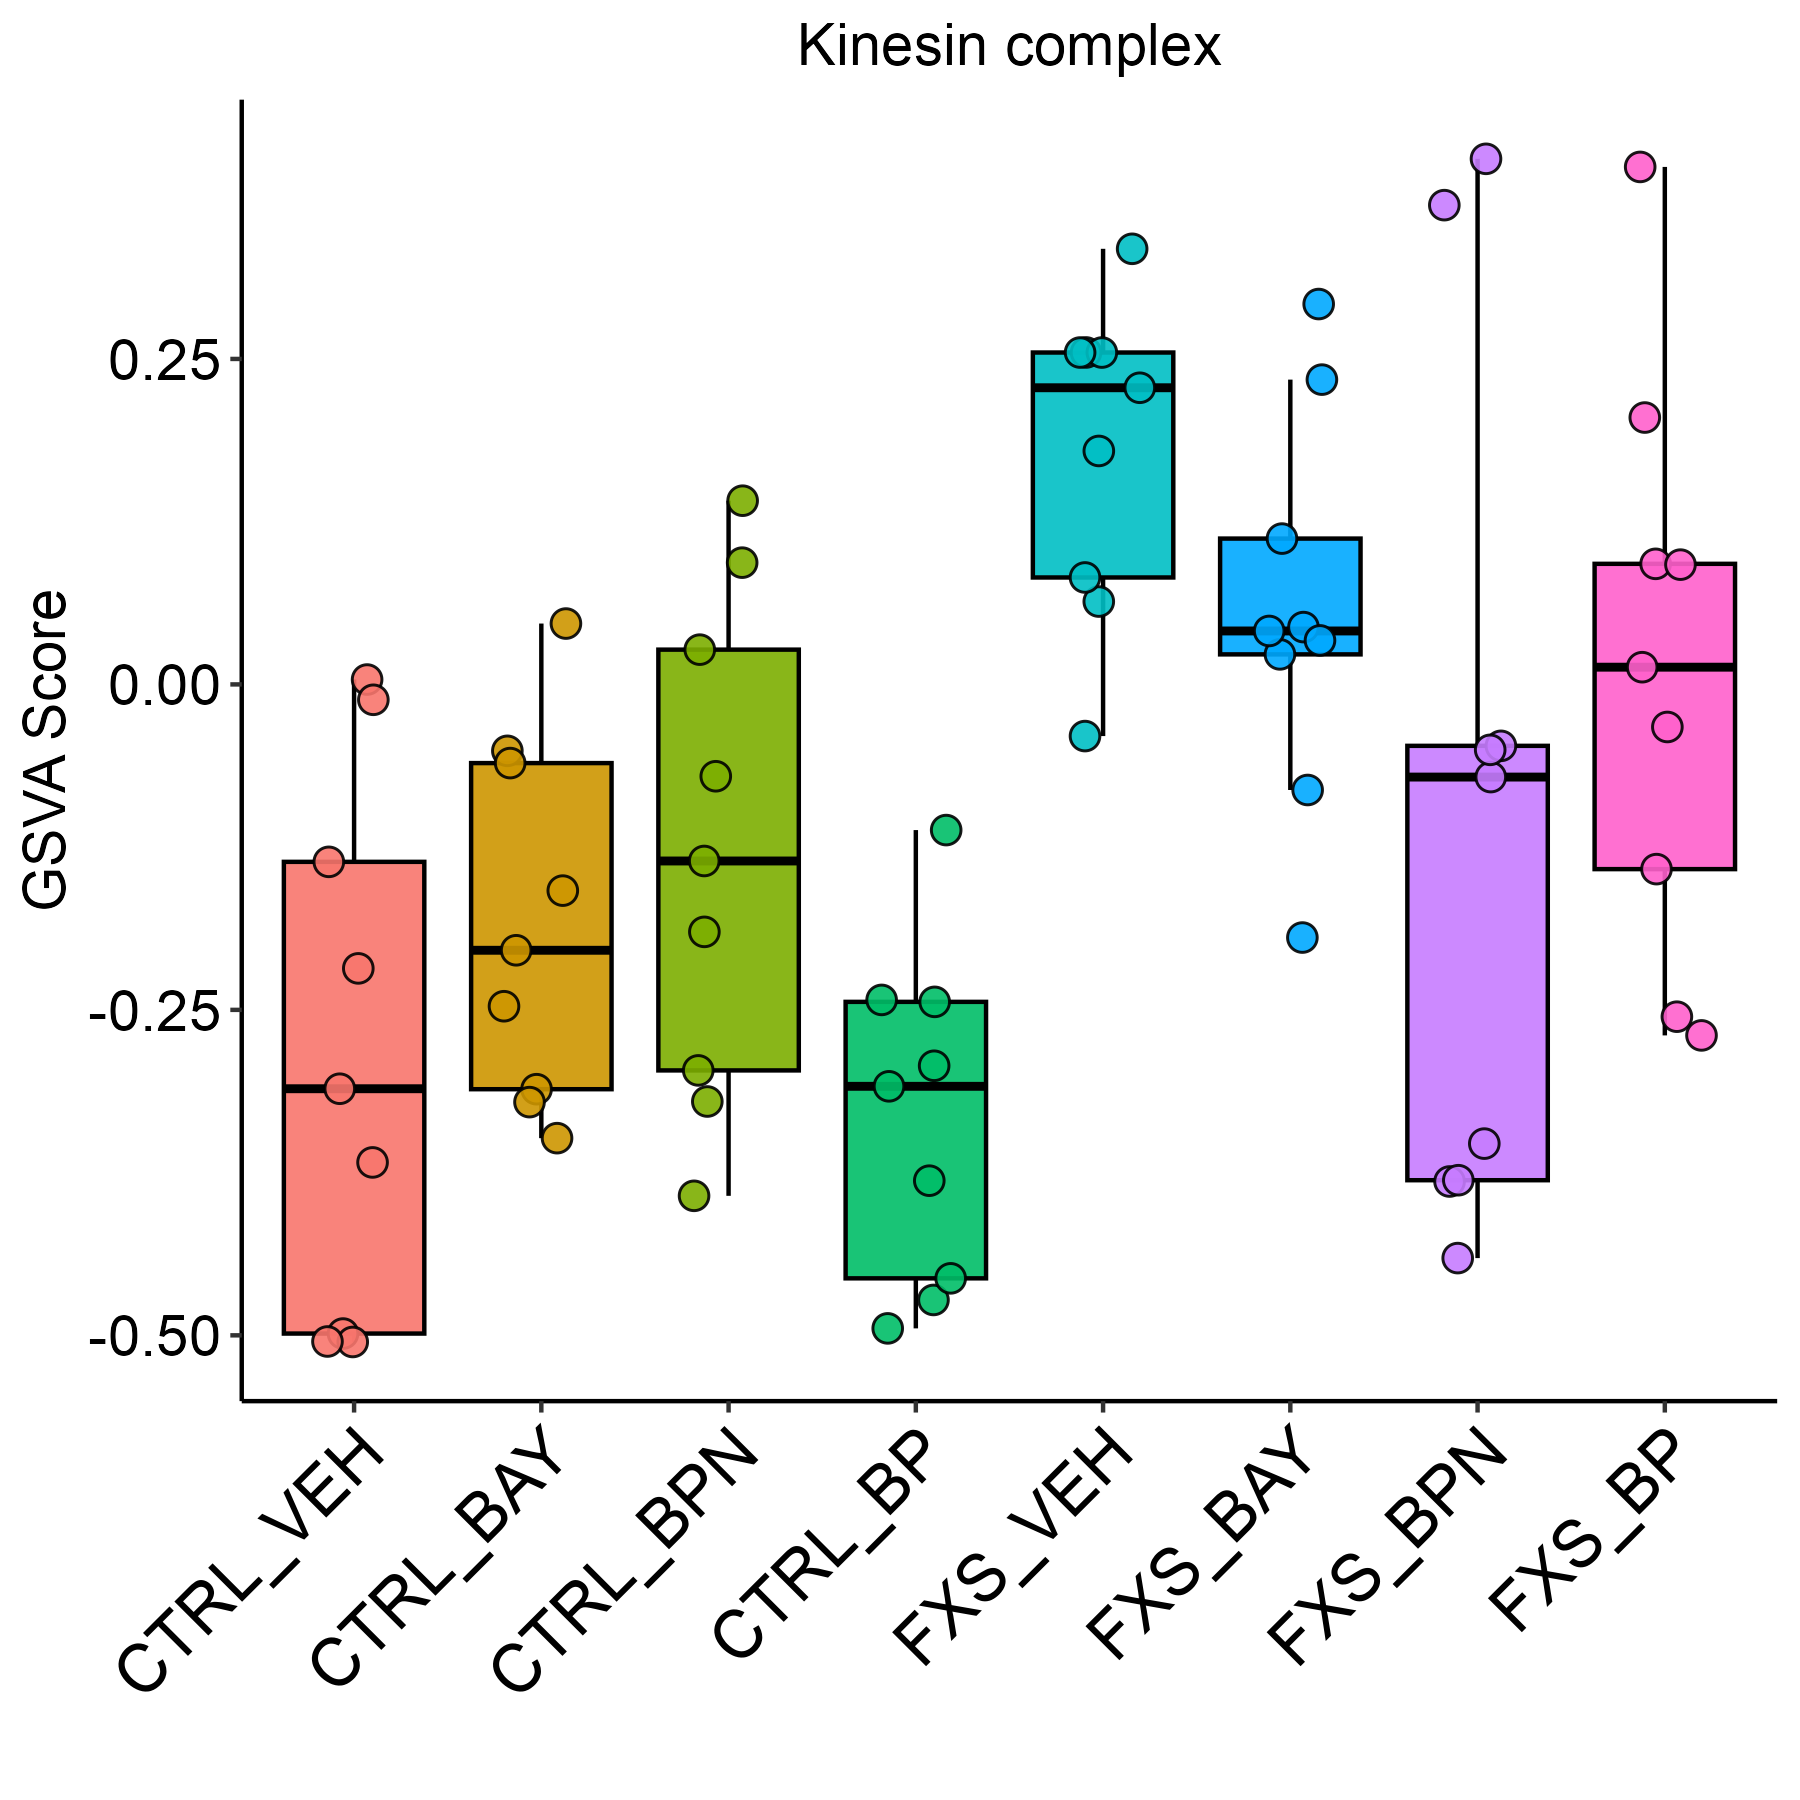 Kinesin complex
GSVA Score
0.25
0.00
-0.25
-0.50
CTRL_VEH
CTRL_BAY
CTRL_BPN
CTRL_BP
FXS_VEH
FXS_BAY
FXS_BPN
FXS_BP